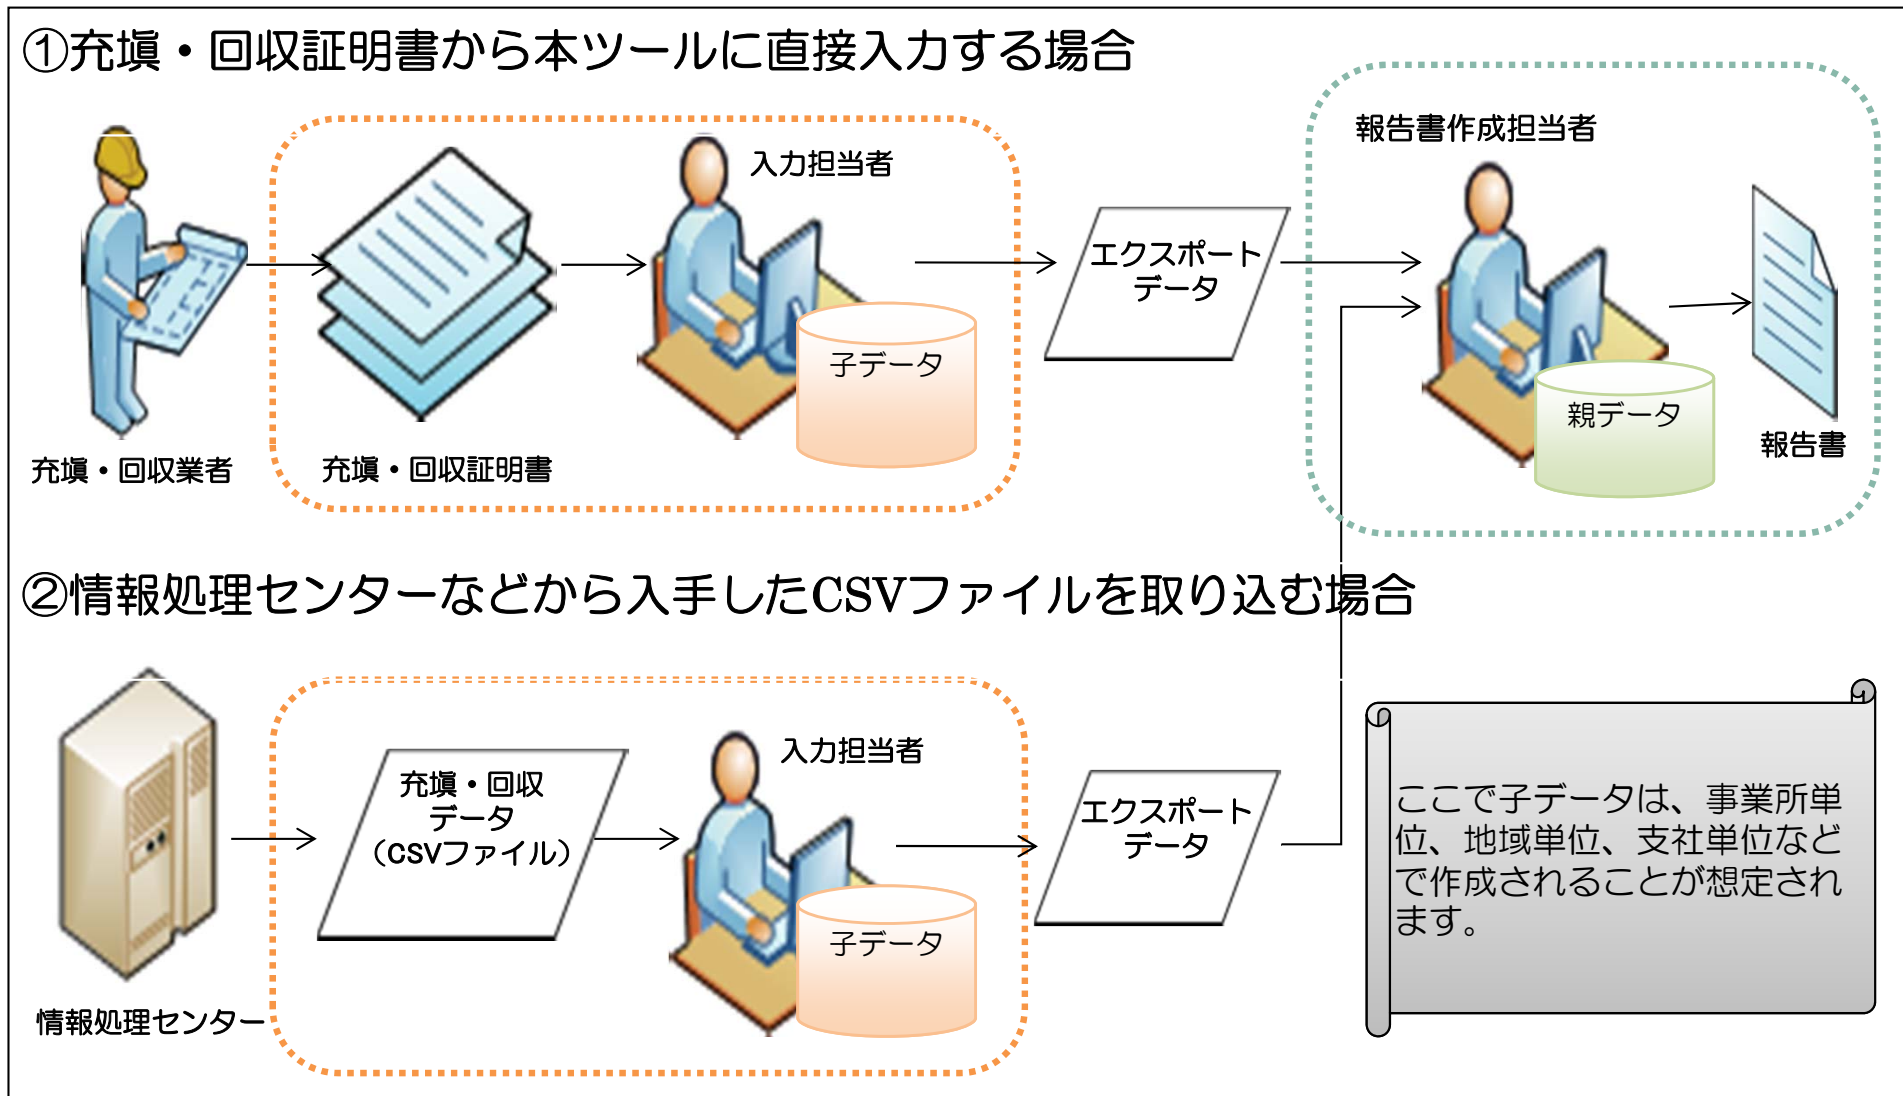 ①充塡・回収証明書から本ツールに直接入力する場合
報告書作成担当者
入力担当者
エクスポート
データ
子データ
親データ
報告書
充塡・回収業者
充塡・回収証明書
②情報処理センターなどから入手したCSVファイルを取り込む場合
入力担当者
充塡・回収
データ
（CSVファイル）
エクスポート
データ
子データ
情報処理センター
ここで子データは、事業所単
位、地域単位、支社単位など
で作成されることが想定され
ます。